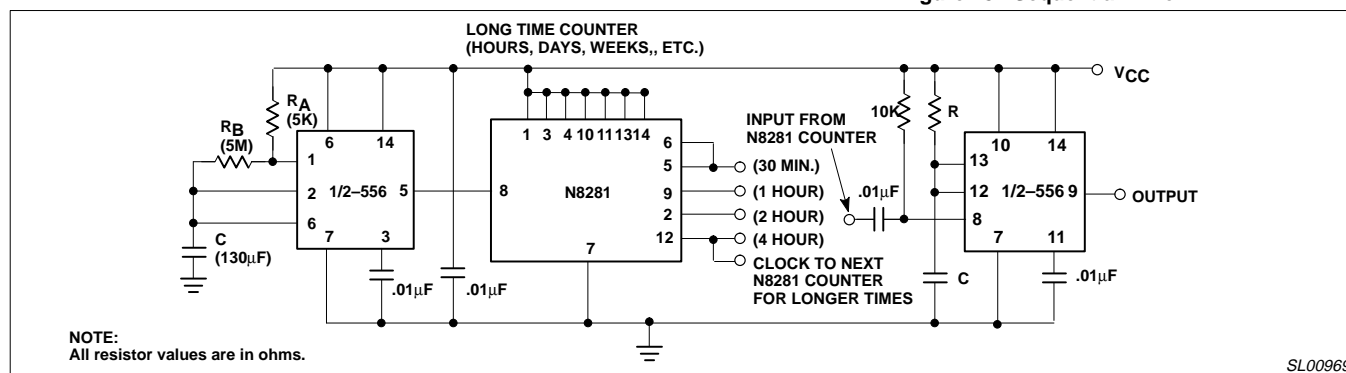 LONG TIME COUNTER
(HOURS, DAYS, WEEKS,, ETC.)
VCC
RA
(5K)
RB
(5M)
6 14
1
2 1/2–556 5
6
7 3
C
(130μF)
.01μF
.01μF
1 3 4 10 11 13 14
8 N8281
6
5 (30 MIN.)
9 (1 HOUR)
2 (2 HOUR)
12 (4 HOUR)
7
CLOCK TO NEXT
N8281 COUNTER
FOR LONGER TIMES
INPUT FROM
N8281 COUNTER
.01μF
10K R
10 14
13
12 1/2–556 9 OUTPUT
8
7 11
C
.01μF
NOTE:
All resistor values are in ohms.
SL00969